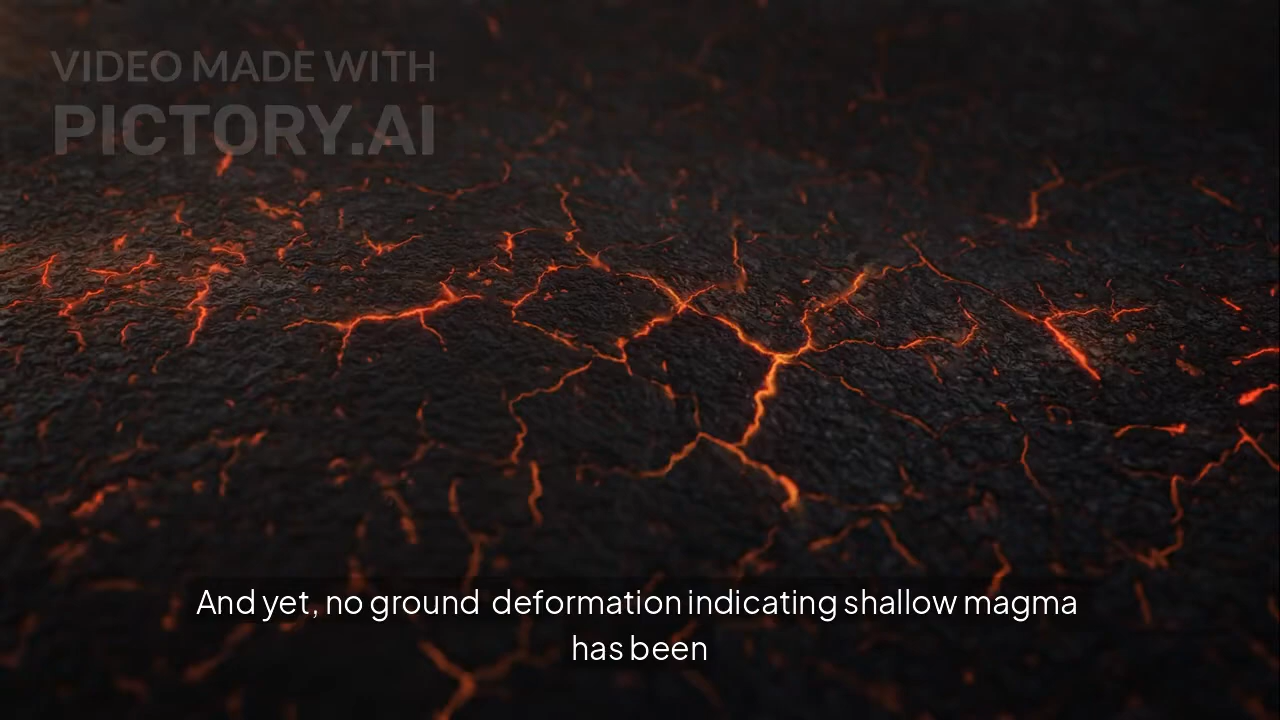 VIDEO MADE WITH
PICTORY.AI
And yet, no ground deformation indicating shallow magma
has been